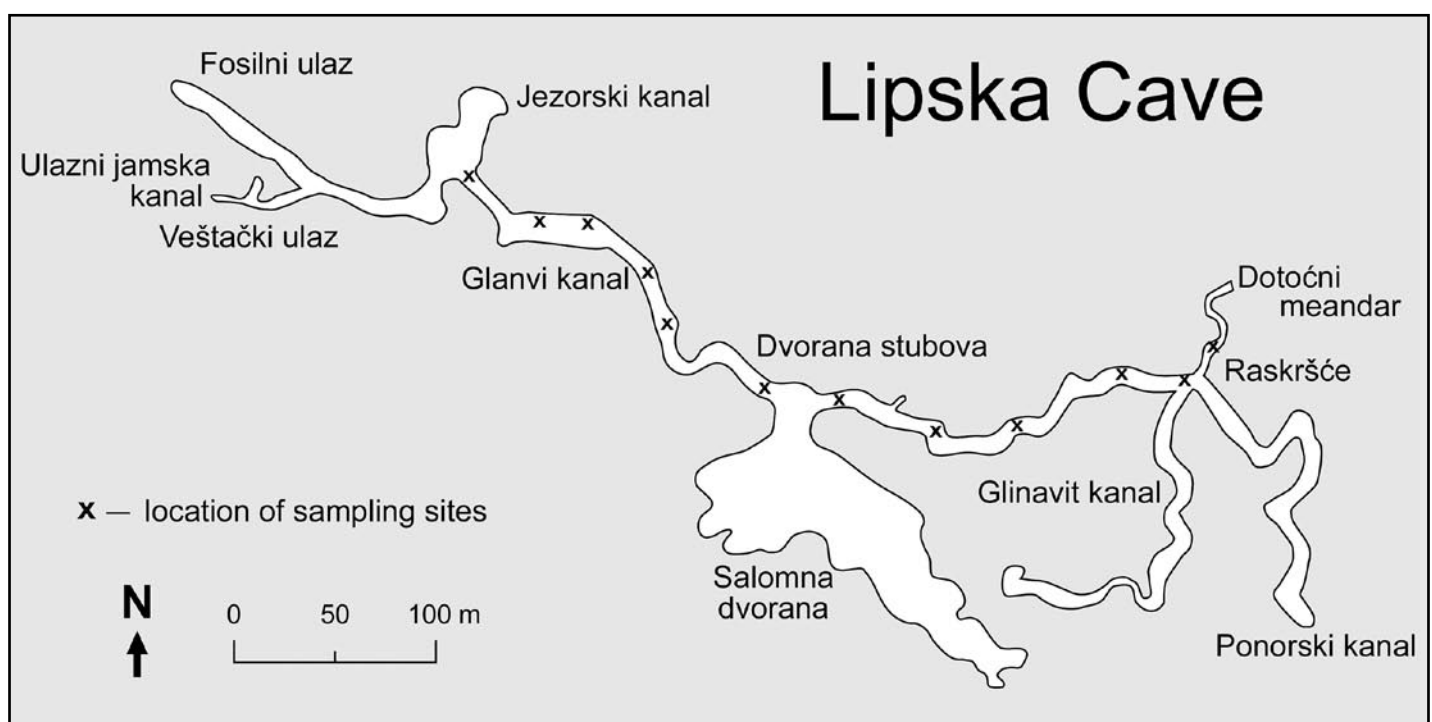 Lipska Cave
Fosilni ulaz
Jezorski kanal
Ulazni jamska
kanal
Veštački ulaz
Glanvi kanal
Dvorana stubova
Dotoćni
meandar
Raskršće
Glinavit kanal
x — location of sampling sites
Salomna
dvorana
Ponorski kanal
N
0 50 100 m